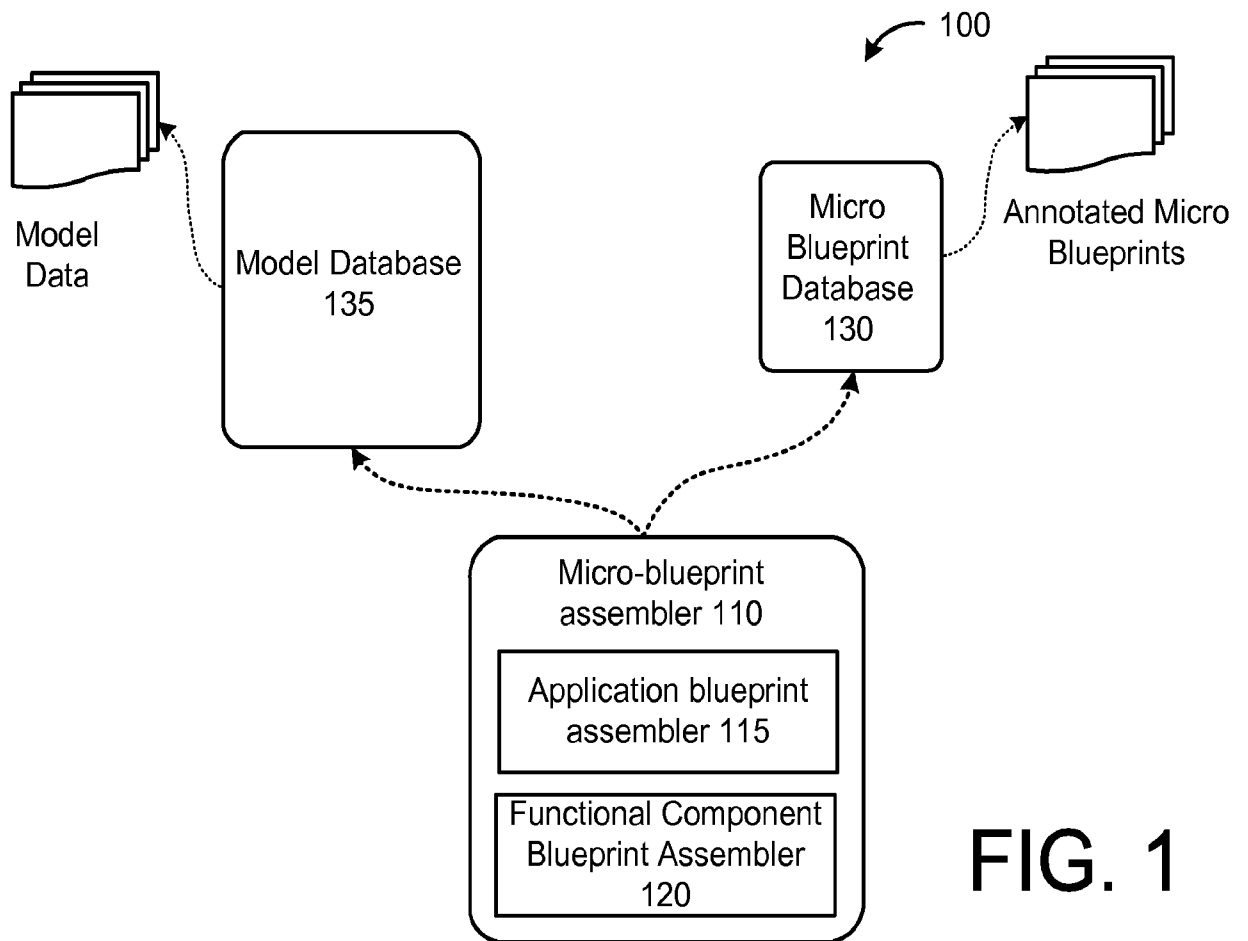 100
Model
Data
Model Database
135
Micro
Blueprint
Database
130
Annotated Micro
Blueprints
Micro-blueprint
assembler 110
Application blueprint
assembler 115
Functional Component
Blueprint Assembler
120
FIG. 1